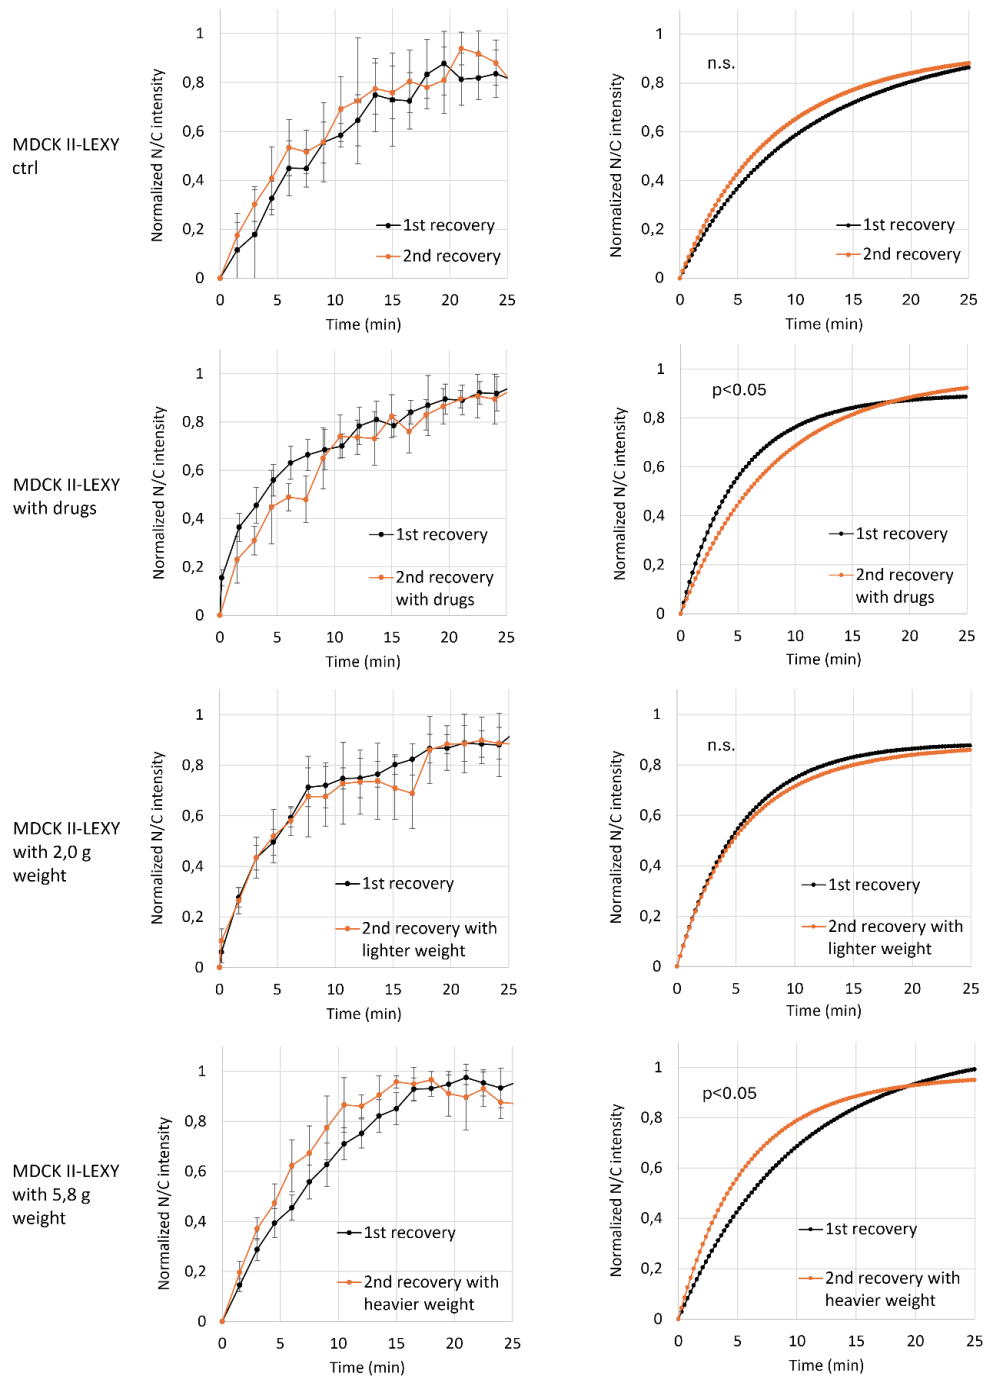 MDCK II-LEXY
ctrl
Normalized N/C intensity
1
0,8
0,6
0,4
0,2
0
0 5 10 15 20 25
Time (min)
1st recovery
2nd recovery
Normalized N/C intensity
1
0,8
0,6
0,4
0,2
0
0 5 10 15 20 25
Time (min)
n.s.
1st recovery
2nd recovery
MDCK II-LEXY
with drugs
Normalized N/C intensity
1
0,8
0,6
0,4
0,2
0
0 5 10 15 20 25
Time (min)
1st recovery
2nd recovery
with drugs
Normalized N/C intensity
1
0,8
0,6
0,4
0,2
0
0 5 10 15 20 25
Time (min)
p<0.05
1st recovery
2nd recovery
with drugs
MDCK II-LEXY
with 2,0 g
weight
Normalized N/C intensity
1
0,8
0,6
0,4
0,2
0
0 5 10 15 20 25
Time (min)
1st recovery
2nd recovery with
lighter weight
Normalized N/C intensity
1
0,8
0,6
0,4
0,2
0
0 5 10 15 20 25
Time (min)
n.s.
1st recovery
2nd recovery with
lighter weight
MDCK II-LEXY
with 5,8 g
weight
Normalized N/C intensity
1
0,8
0,6
0,4
0,2
0
0 5 10 15 20 25
Time (min)
1st recovery
2nd recovery with
heavier weight
Normalized N/C intensity
1
0,8
0,6
0,4
0,2
0
0 5 10 15 20 25
Time (min)
p<0.05
1st recovery
2nd recovery with
heavier weight